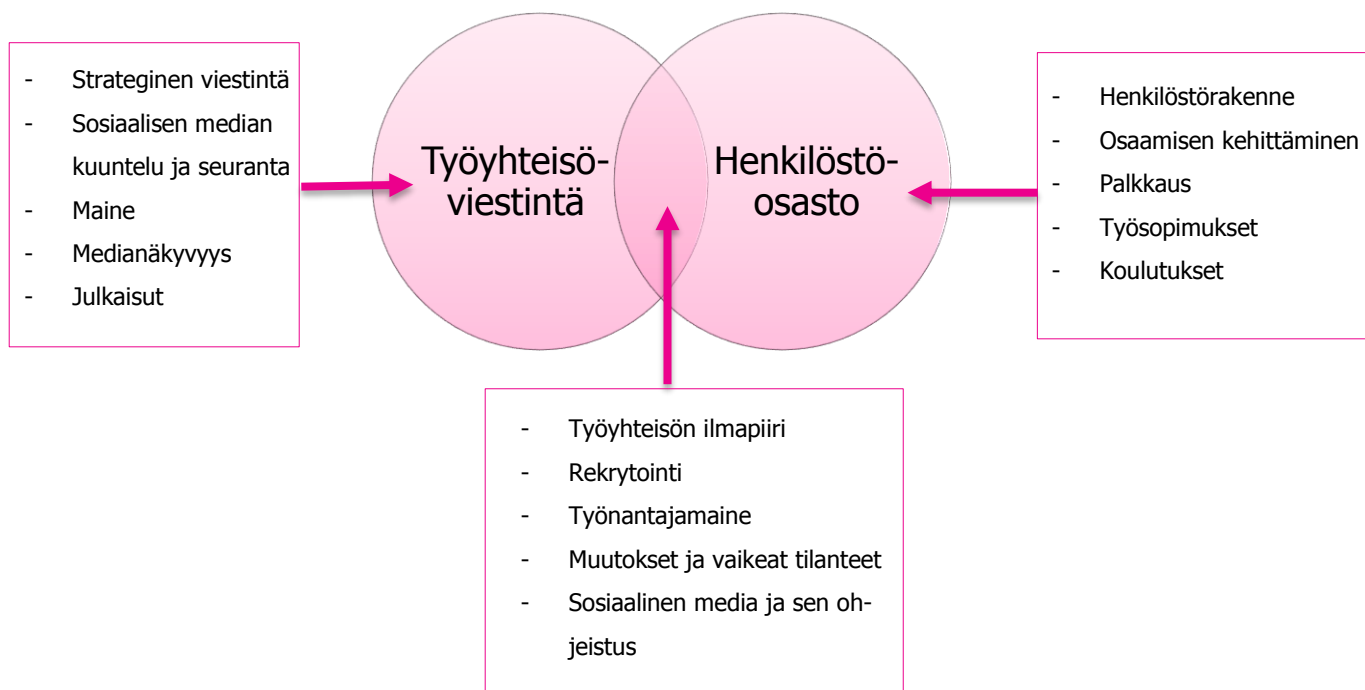 - Strateginen viestintä
- Sosiaalisen median
kuuntelu ja seuranta
- Maine
- Medianäkyvyys
- Julkaisut
Työyhteisö-
viestintä
Henkilöstö-
osasto
- Henkilöstörakenne
- Osaamisen kehittäminen
- Palkkaus
- Työsopimukset
- Koulutukset
- Työyhteisön ilmapiiri
- Rekrytointi
- Työnantajamaine
- Muutokset ja vaikeat tilanteet
- Sosiaalinen media ja sen oh-
jeistus